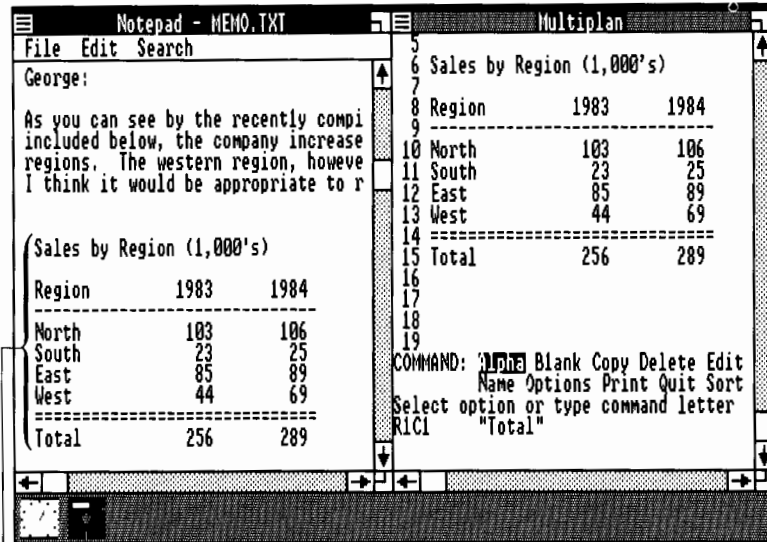 Notepad - MEMO.TXT
File Edit Search
George:
As you can see by the recently compi
included below, the company increase
regions. The western region, howeve
I think it would be appropriate to r
Sales by Region (1,000's)
Region 1983 1984
----------------------------------
North 103 106
South 23 25
East 85 89
West 44 69
==================================
Total 256 289
Multiplan
5
6 Sales by Region (1,000's)
7
8 Region 1983 1984
9 ----------------------------------
10 North 103 106
11 South 23 25
12 East 85 89
13 West 44 69
14 ==================================
15 Total 256 289
16
17
18
19
COMMAND: Alpha Blank Copy Delete Edit
Name Options Print Quit Sort
Select option or type command letter
R1C1 "Total"